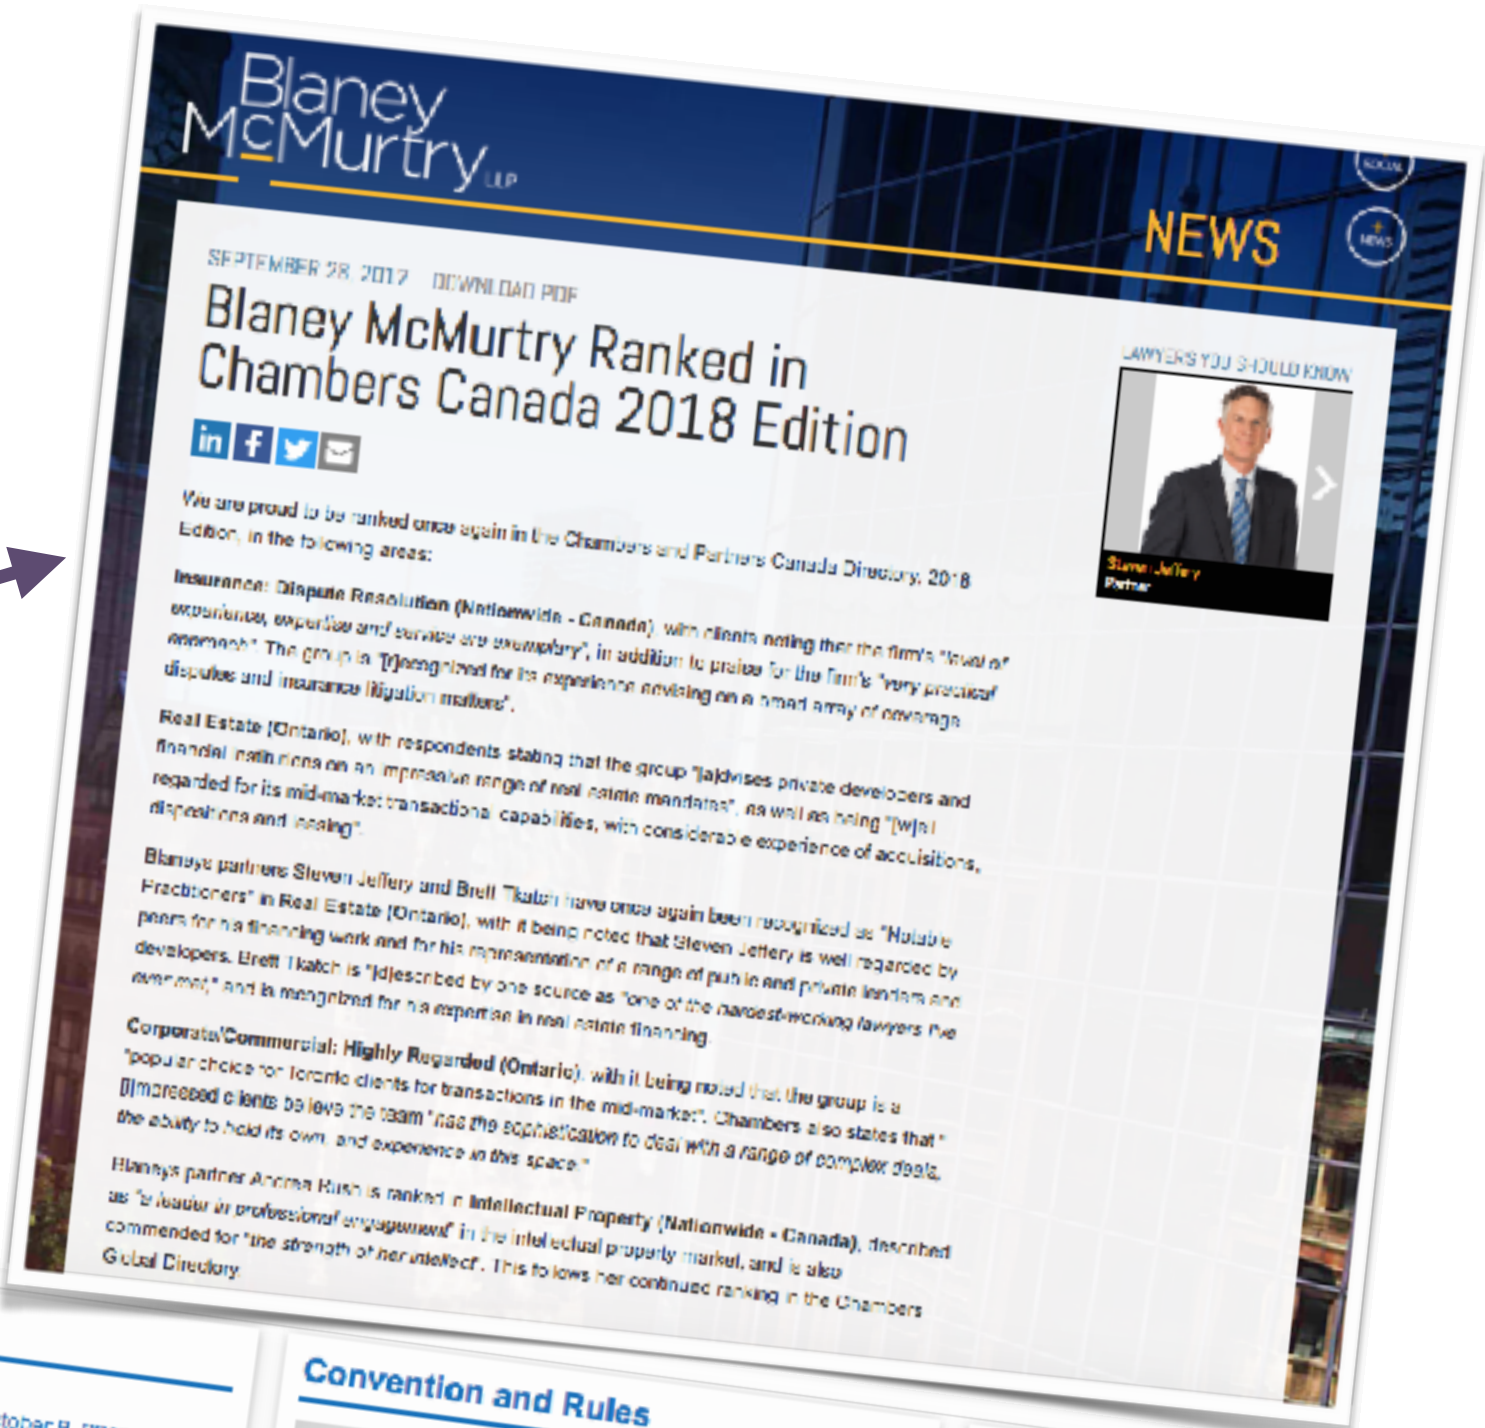 Blaney
McMurtry LLP
SOCIAL
NEWS
NEWS
SEPTEMBER 28, 2017 DOWNLOAD PDF
Blaney McMurtry Ranked in
Chambers Canada 2018 Edition
in f
LAWYERS YOU SHOULD KNOW
Steven Jeffery
Partner
We are proud to be ranked once again in the Chambers and Partners Canada Directory, 2018
Edition, in the following areas:
Insurance: Dispute Resolution (Nationwide - Canada), with clients noting that the firm's "level of
experience, expertise and service are exemplary", in addition to praise for the firm's "very practical
approach". The group is "[r]ecognized for its experience advising on a broad array of coverage
disputes and insurance litigation matters".
Real Estate (Ontario), with respondents stating that the group "[a]dvises private developers and
financial institutions on an impressive range of real estate mandates", as well as being "[w]ell
regarded for its mid-market transactional capabilities, with considerable experience of acquisitions,
dispositions and leasing".
Blaneys partners Steven Jeffery and Brett Tkatch have once again been recognized as "Notable
Practitioners" in Real Estate (Ontario), with it being noted that Steven Jeffery is well regarded by
peers for his financing work and for his representation of a range of public and private lenders and
developers. Brett Tkatch is "[d]escribed by one source as "one of the hardest-working lawyers I've
ever met," and is recognized for his expertise in real estate financing.
Corporate/Commercial: Highly Regarded (Ontario), with it being noted that the group is a
"popular choice for Toronto clients for transactions in the mid-market". Chambers also states that "
[i]mpressed clients believe the team "has the sophistication to deal with a range of complex deals,
the ability to hold its own, and experience in this space."
Blaneys partner Andrea Rush is ranked in Intellectual Property (Nationwide - Canada), described
as "a leader in professional engagement" in the intellectual property market, and is also
commended for "the strength of her intellect". This follows her continued ranking in the Chambers
Global Directory.
Convention and Rules